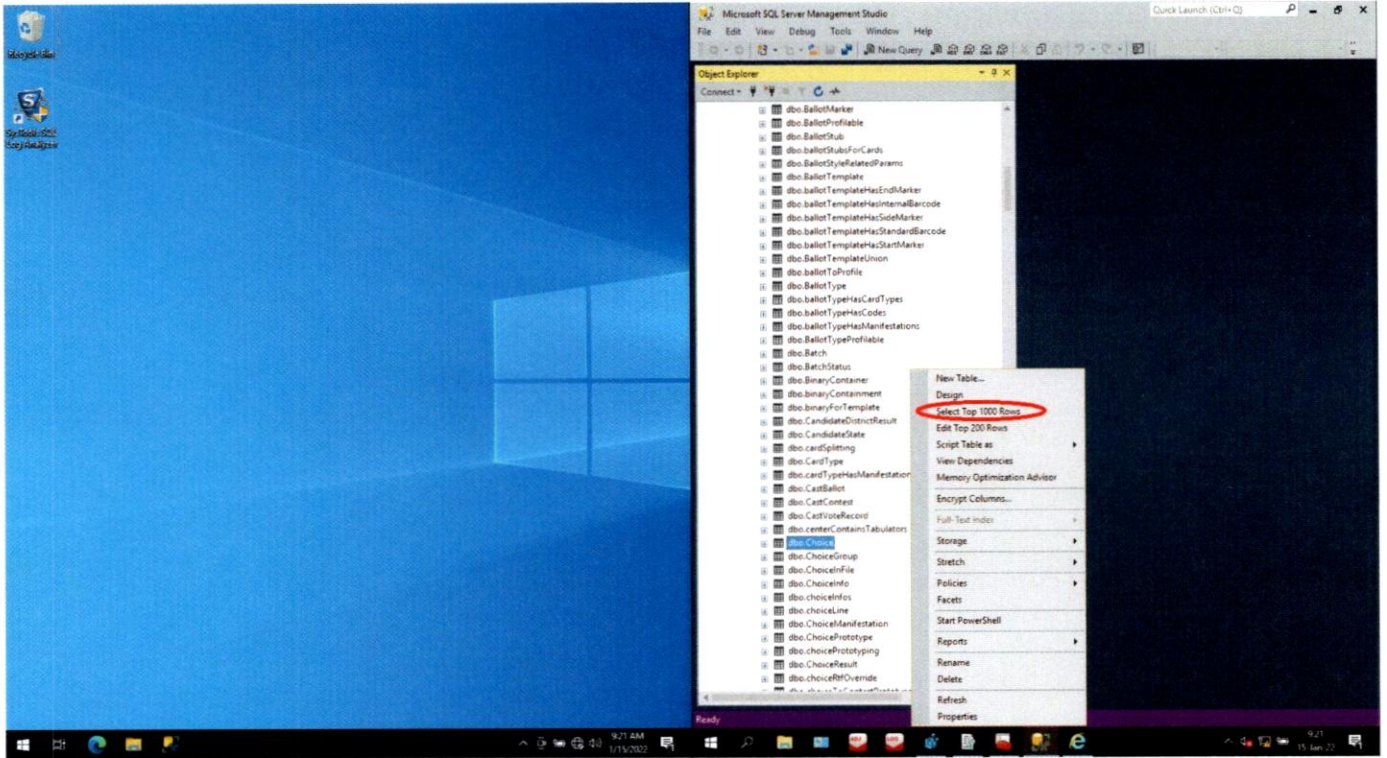 Recycle Bin
SysTools SQL
Log Analyzer
9:21 AM
1/15/2022
Microsoft SQL Server Management Studio
Quick Launch (Ctrl+Q)
File Edit View Debug Tools Window Help
New Query
Object Explorer
Connect
dbo.BallotMarker
dbo.BallotProfilable
dbo.BallotStub
dbo.ballotStubsForCards
dbo.BallotStyleRelatedParams
dbo.BallotTemplate
dbo.ballotTemplateHasEndMarker
dbo.ballotTemplateHasInternalBarcode
dbo.ballotTemplateHasSideMarker
dbo.ballotTemplateHasStandardBarcode
dbo.ballotTemplateHasStartMarker
dbo.BallotTemplateUnion
dbo.ballotToProfile
dbo.BallotType
dbo.ballotTypeHasCardTypes
dbo.ballotTypeHasCodes
dbo.ballotTypeHasManifestations
dbo.BallotTypeProfilable
dbo.Batch
dbo.BatchStatus
dbo.BinaryContainer
dbo.binaryContainment
dbo.binaryForTemplate
dbo.CandidateDistrictResult
dbo.CandidateState
dbo.cardSplitting
dbo.CardType
dbo.cardTypeHasManifestation
dbo.CastBallot
dbo.CastContest
dbo.CastVoteRecord
dbo.centerContainsTabulators
dbo.Choice
dbo.ChoiceGroup
dbo.ChoiceInFile
dbo.ChoiceInfo
dbo.choiceInfos
dbo.choiceLine
dbo.ChoiceManifestation
dbo.ChoicePrototype
dbo.choicePrototyping
dbo.ChoiceResult
dbo.choiceRtfOverride
New Table...
Design
Select Top 1000 Rows
Edit Top 200 Rows
Script Table as
View Dependencies
Memory Optimization Advisor
Encrypt Columns...
Full-Text index
Storage
Stretch
Policies
Facets
Start PowerShell
Reports
Rename
Delete
Refresh
Properties
Ready
9:21
15-Jan-22